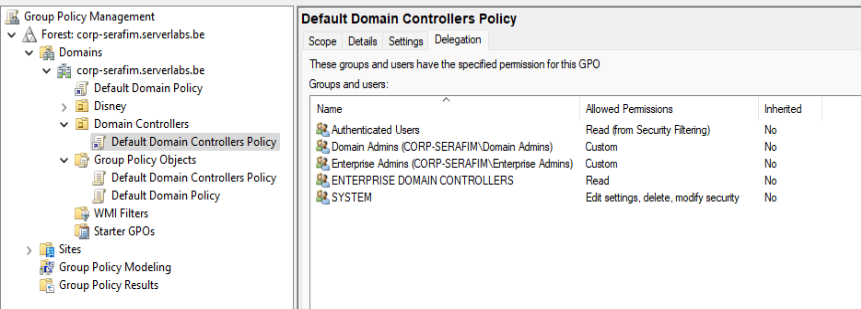 Group Policy Management
Forest: corp-serafim.serverlabs.be
Domains
corp-serafim.serverlabs.be
Default Domain Policy
Disney
Domain Controllers
Default Domain Controllers Policy
Group Policy Objects
Default Domain Controllers Policy
Default Domain Policy
WMI Filters
Starter GPOs
Sites
Group Policy Modeling
Group Policy Results
Default Domain Controllers Policy
Scope Details Settings Delegation
These groups and users have the specified permission for this GPO
Groups and users:
Name Allowed Permissions Inherited
Authenticated Users Read (from Security Filtering) No
Domain Admins (CORP-SERAFIM\Domain Admins) Custom No
Enterprise Admins (CORP-SERAFIM\Enterprise Admins) Custom No
ENTERPRISE DOMAIN CONTROLLERS Read No
SYSTEM Edit settings, delete, modify security No